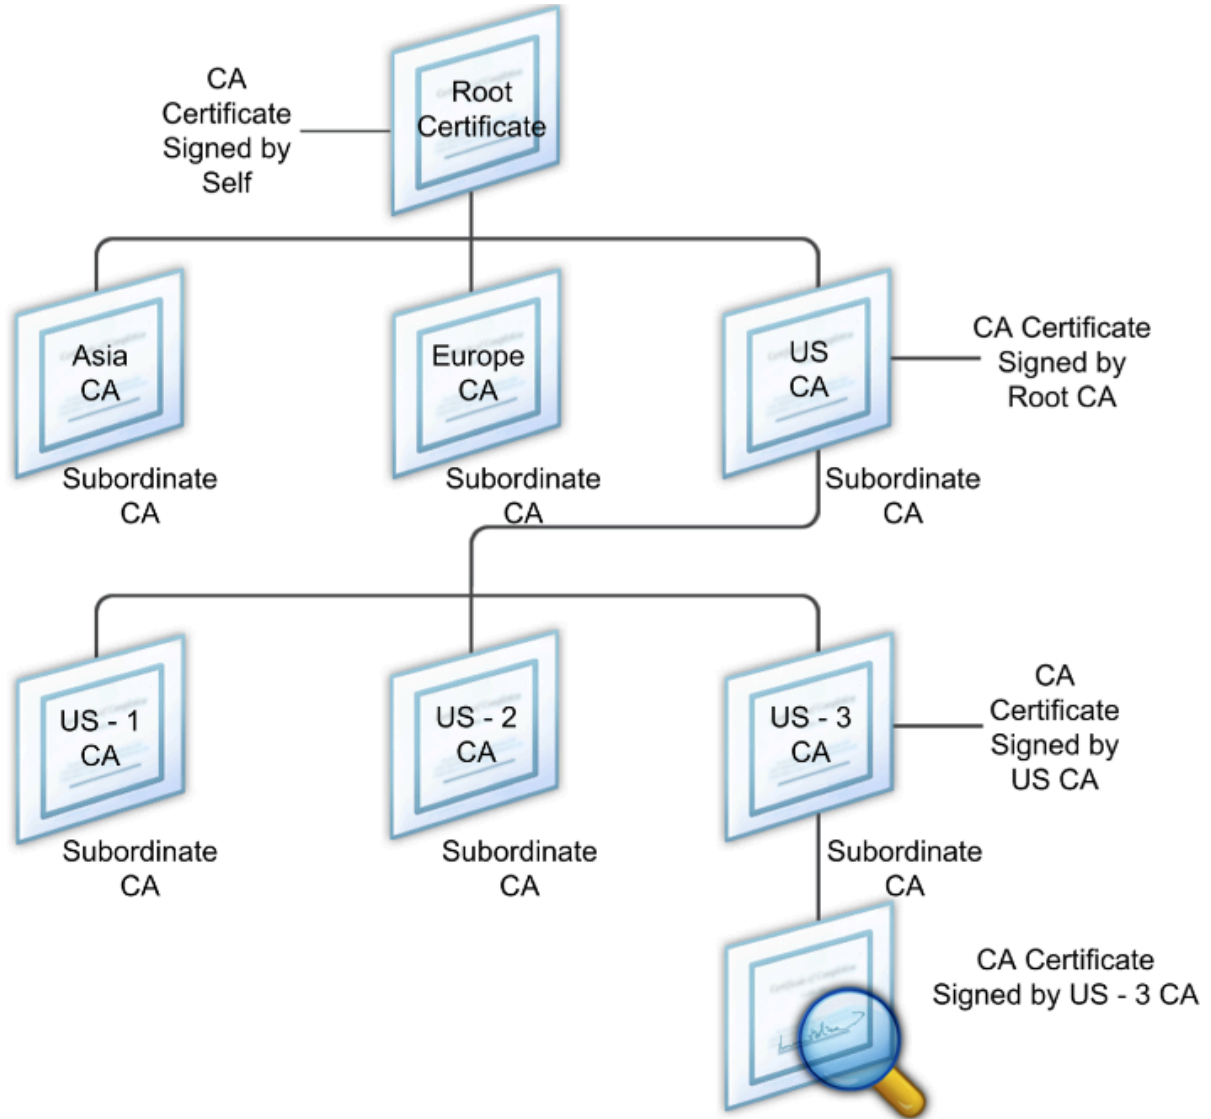 CA
Certificate
Signed by
Self
Root
Certificate
Asia
CA
Europe
CA
US
CA
CA Certificate
Signed by
Root CA
Subordinate
CA
Subordinate
CA
Subordinate
CA
US - 1
CA
US - 2
CA
US - 3
CA
CA
Certificate
Signed by
US CA
Subordinate
CA
Subordinate
CA
Subordinate
CA
CA Certificate
Signed by US - 3 CA